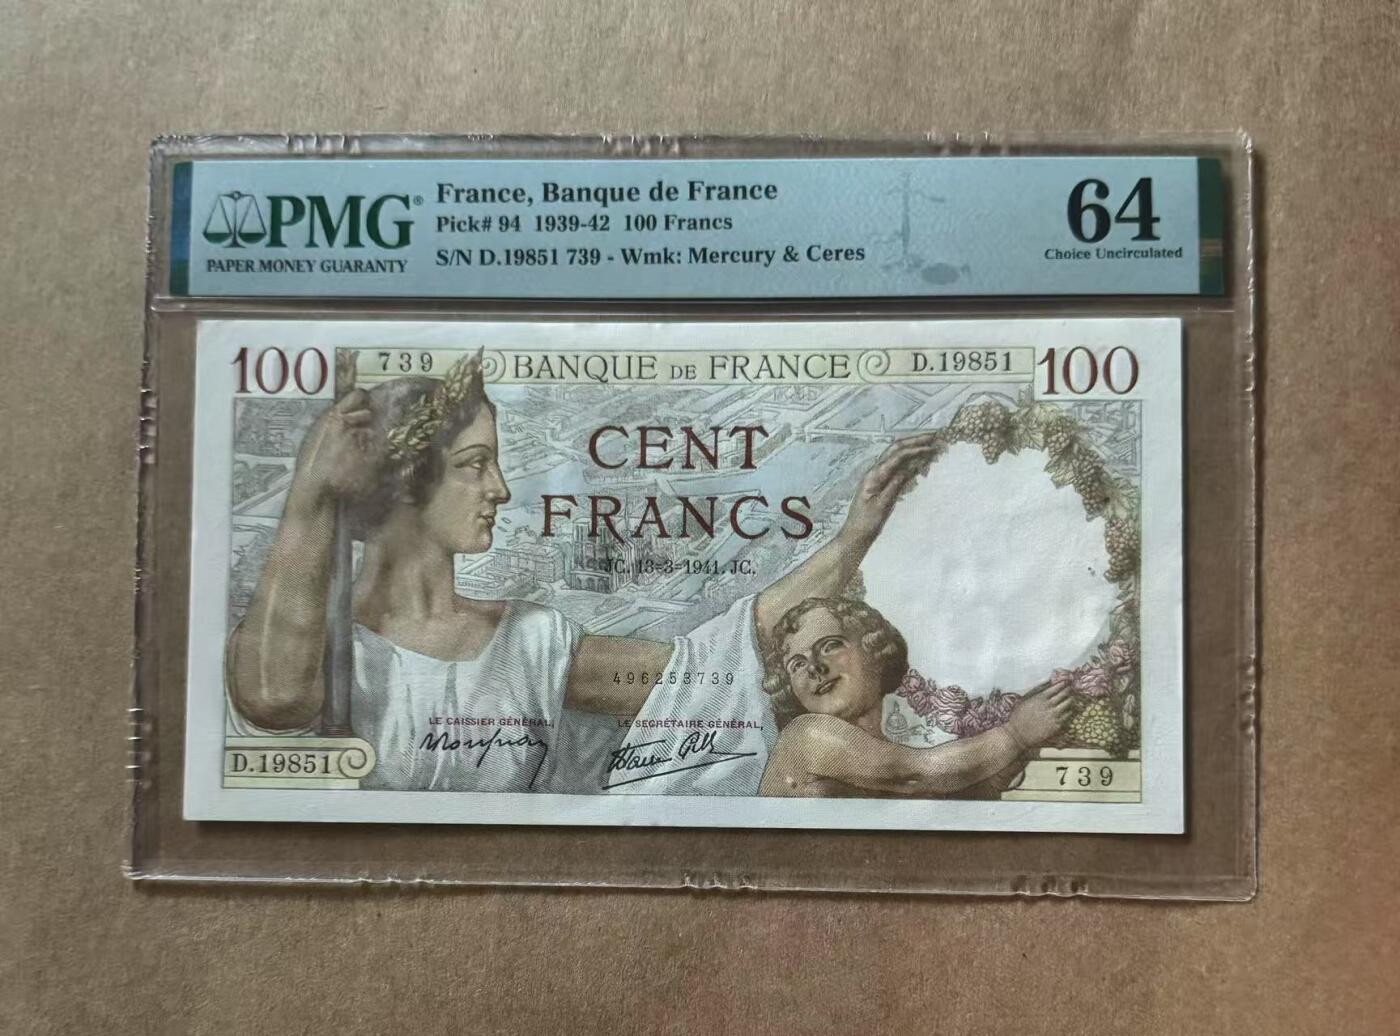 PMG®
PAPER MONEY GUARANTY
France, Banque de France
Pick# 94 1939-42 100 Francs
S/N D.19851 739 - Wmk: Mercury & Ceres
64
Choice Uncirculated
100
739
BANQUE DE FRANCE
D.19851
100
CENT
FRANCS
JC. 13=3=1941. JC.
496253739
LE CAISSIER GÉNÉRAL,
LE SECRÉTAIRE GÉNÉRAL,
D.19851
739